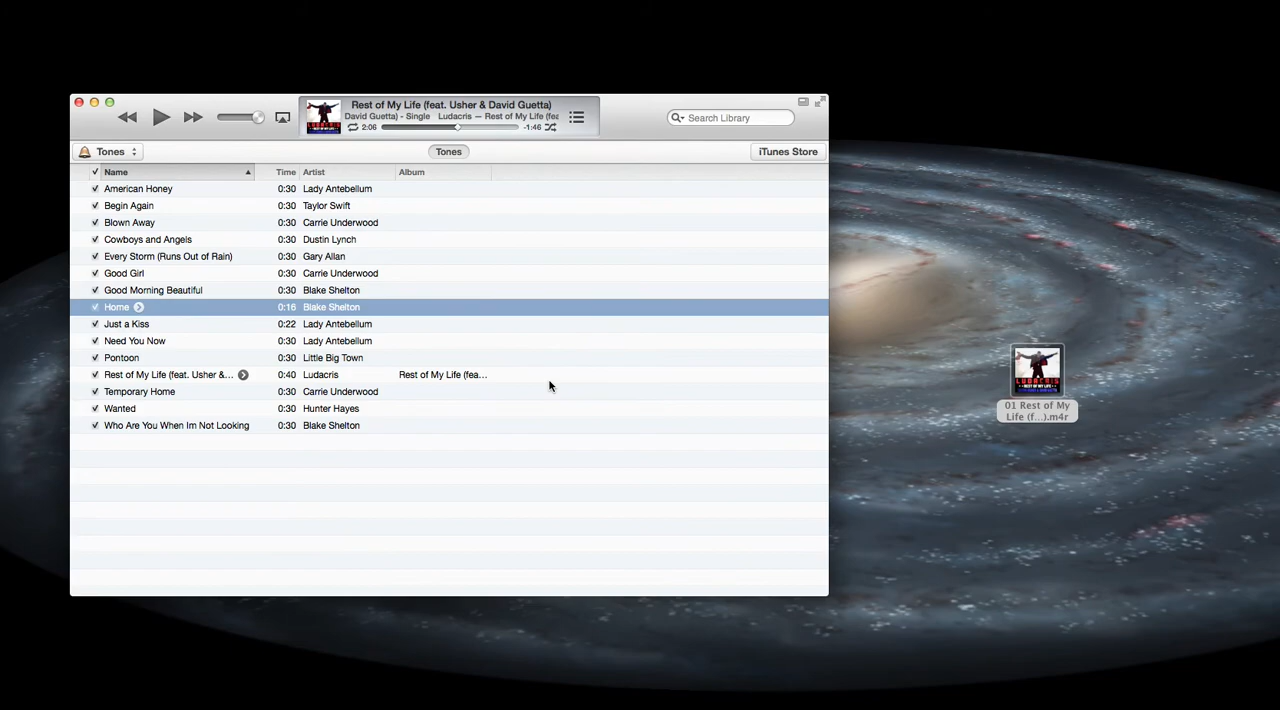 Rest of My Life (feat. Usher & David Guetta)
David Guetta) - Single Ludacris — Rest of My Life (fea
2:06 -1:46
Search Library
Tones
Tones
iTunes Store
Name Time Artist Album
American Honey 0:30 Lady Antebellum
Begin Again 0:30 Taylor Swift
Blown Away 0:30 Carrie Underwood
Cowboys and Angels 0:30 Dustin Lynch
Every Storm (Runs Out of Rain) 0:30 Gary Allan
Good Girl 0:30 Carrie Underwood
Good Morning Beautiful 0:30 Blake Shelton
Home 0:16 Blake Shelton
Just a Kiss 0:22 Lady Antebellum
Need You Now 0:30 Lady Antebellum
Pontoon 0:30 Little Big Town
Rest of My Life (feat. Usher &... 0:40 Ludacris Rest of My Life (fea...
Temporary Home 0:30 Carrie Underwood
Wanted 0:30 Hunter Hayes
Who Are You When Im Not Looking 0:30 Blake Shelton
LUDACRIS
REST OF MY LIFE
01 Rest of My
Life (f...).m4r